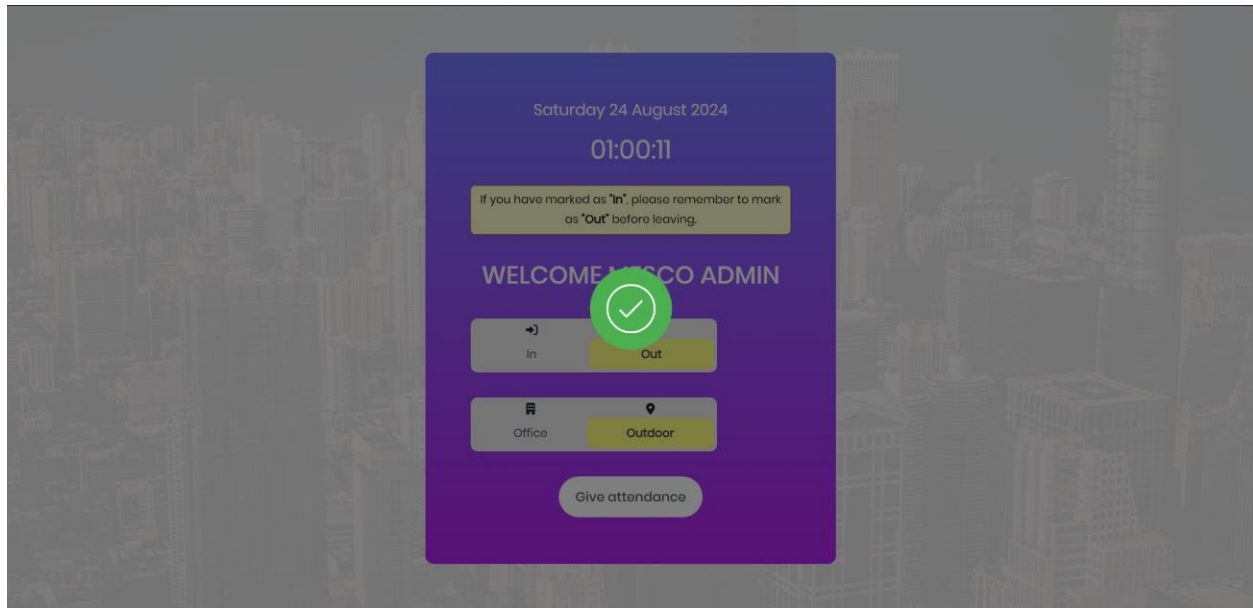 Saturday 24 August 2024
01:00:11
If you have marked as "In", please remember to mark
as "Out" before leaving.
WELCOME ADMIN
In Out
Office Outdoor
Give attendance